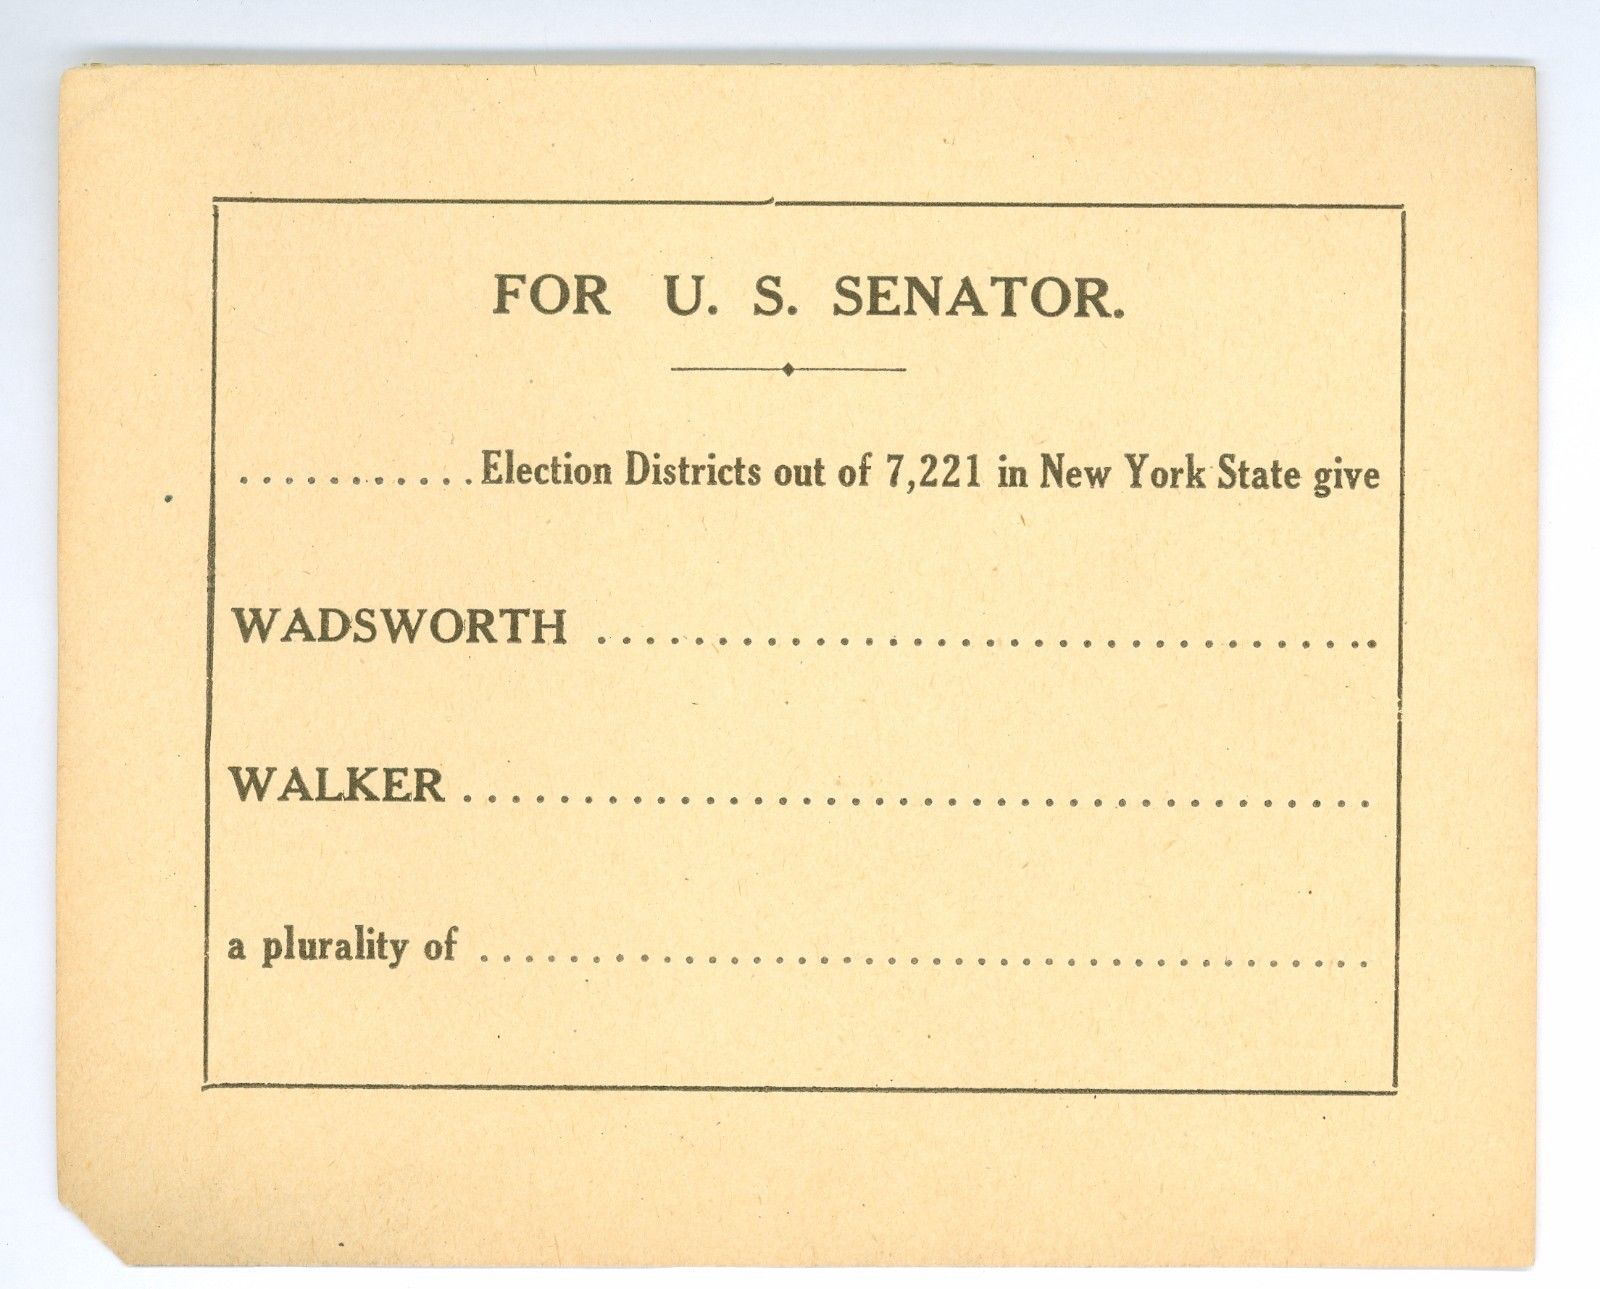 FOR U. S. SENATOR.
............Election Districts out of 7,221 in New York State give
WADSWORTH .................................
WALKER ......................................
a plurality of .......................................